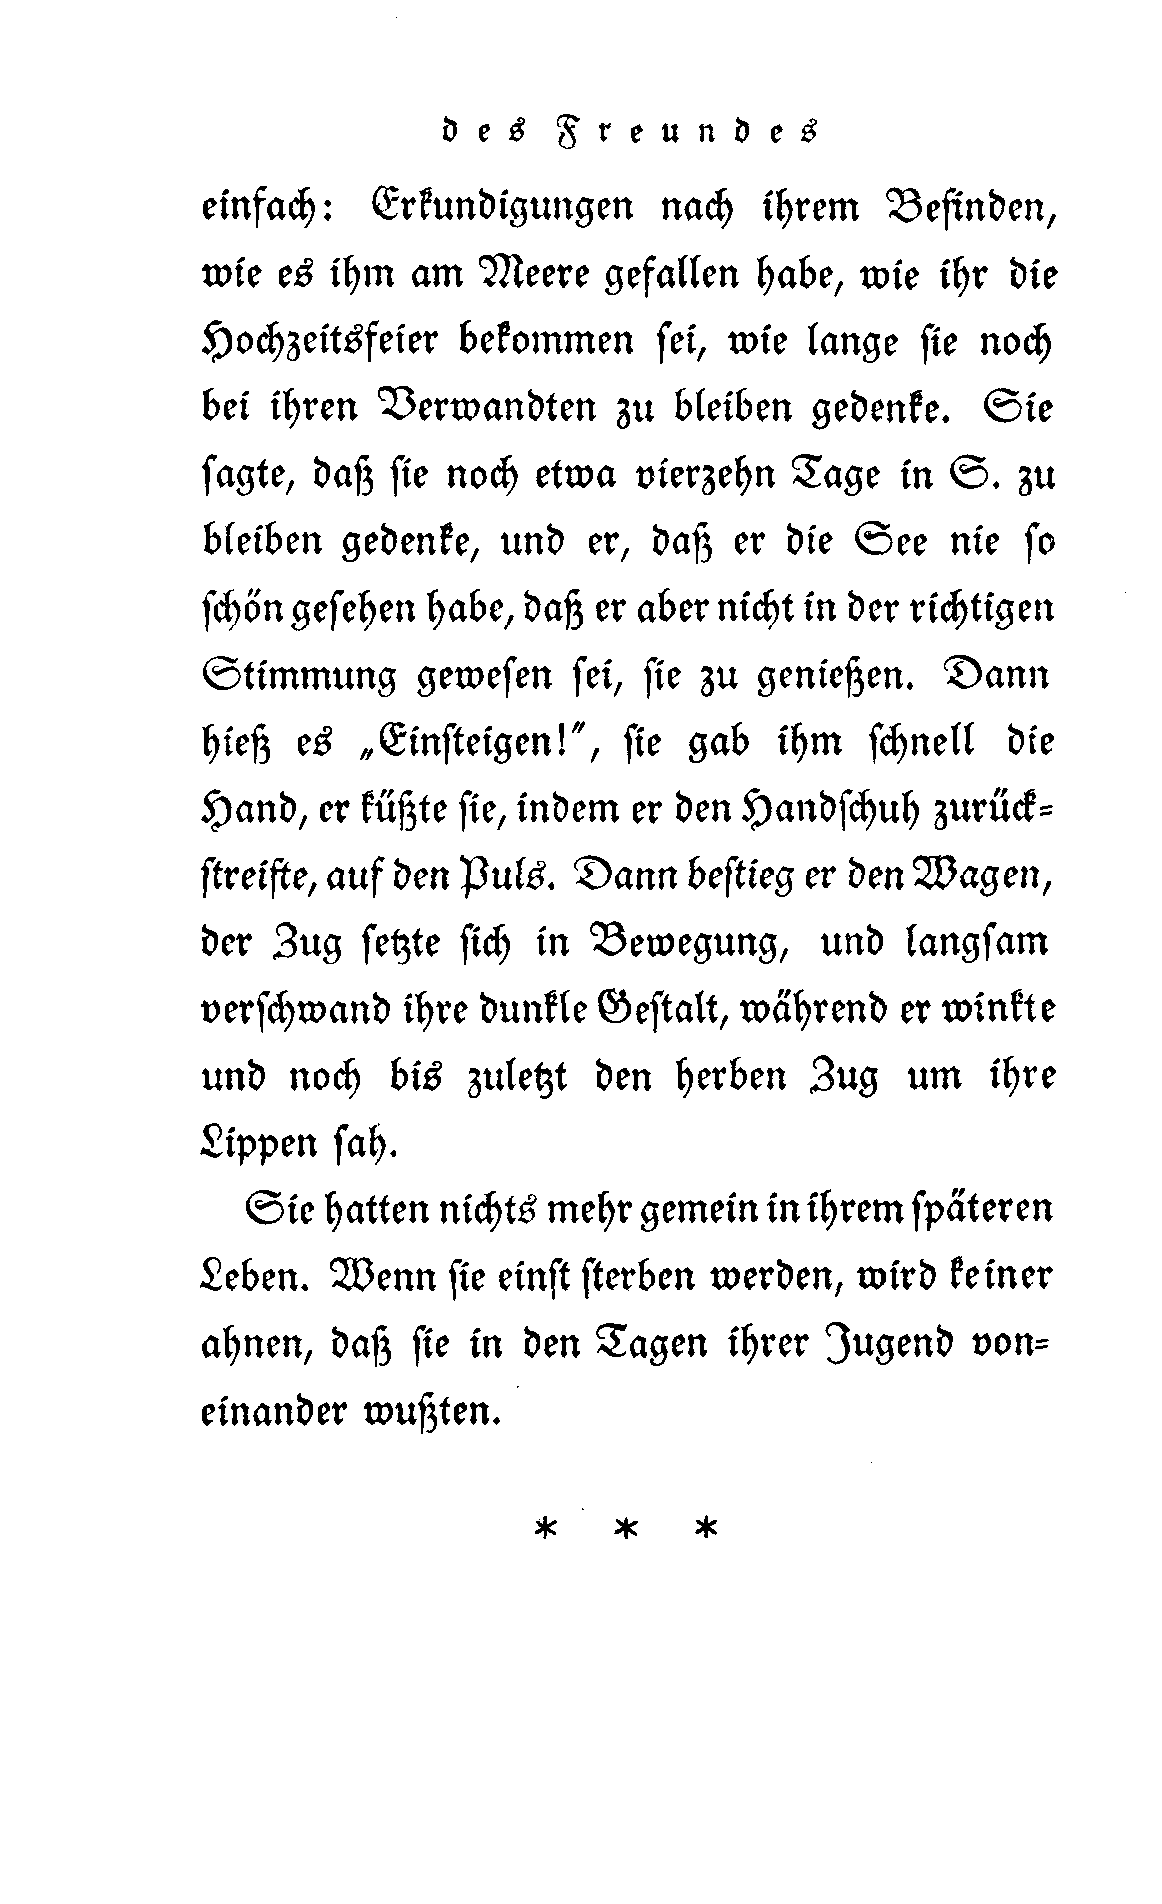 des Freundes
einfach: Erkundigungen nach ihrem Befinden,
wie es ihm am Meere gefallen habe, wie ihr die
Hochzeitsfeier bekommen sei, wie lange sie noch
bei ihren Verwandten zu bleiben gedenke. Sie
sagte, daß sie noch etwa vierzehn Tage in S. zu
bleiben gedenke, und er, daß er die See nie so
schön gesehen habe, daß er aber nicht in der richtigen
Stimmung gewesen sei, sie zu genießen. Dann
hieß es „Einsteigen!", sie gab ihm schnell die
Hand, er küßte sie, indem er den Handschuh zurück-
streifte, auf den Puls. Dann bestieg er den Wagen,
der Zug setzte sich in Bewegung, und langsam
verschwand ihre dunkle Gestalt, während er winkte
und noch bis zuletzt den herben Zug um ihre
Lippen sah.
Sie hatten nichts mehr gemein in ihrem späteren
Leben. Wenn sie einst sterben werden, wird keiner
ahnen, daß sie in den Tagen ihrer Jugend von-
einander wußten.
* * *